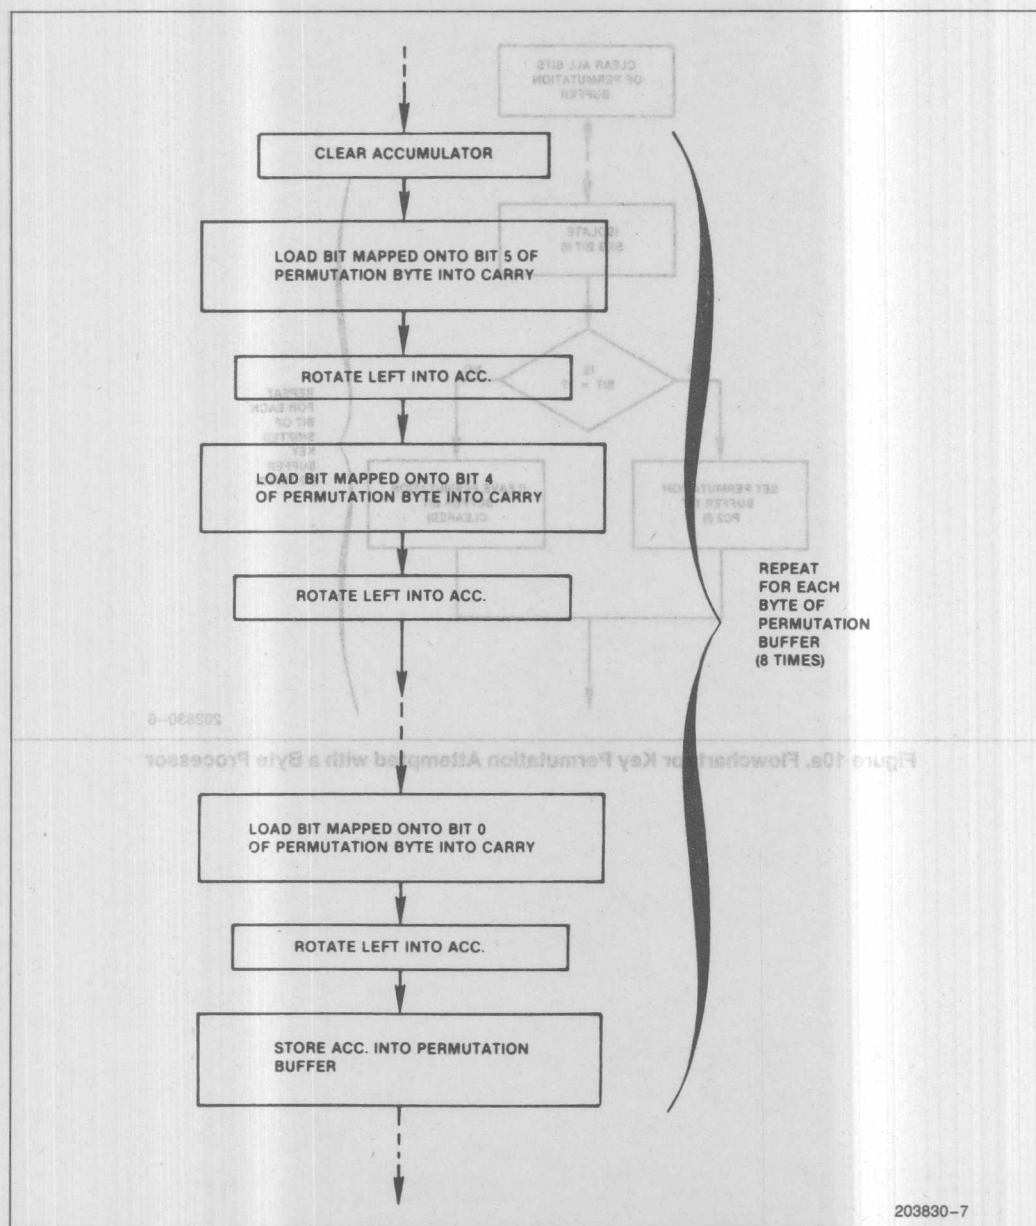 CLEAR ACCUMULATOR
LOAD BIT MAPPED ONTO BIT 5 OF
PERMUTATION BYTE INTO CARRY
ROTATE LEFT INTO ACC.
LOAD BIT MAPPED ONTO BIT 4
OF PERMUTATION BYTE INTO CARRY
ROTATE LEFT INTO ACC.
REPEAT
FOR EACH
BYTE OF
PERMUTATION
BUFFER
(8 TIMES)
LOAD BIT MAPPED ONTO BIT 0
OF PERMUTATION BYTE INTO CARRY
ROTATE LEFT INTO ACC.
STORE ACC. INTO PERMUTATION
BUFFER
203830-7